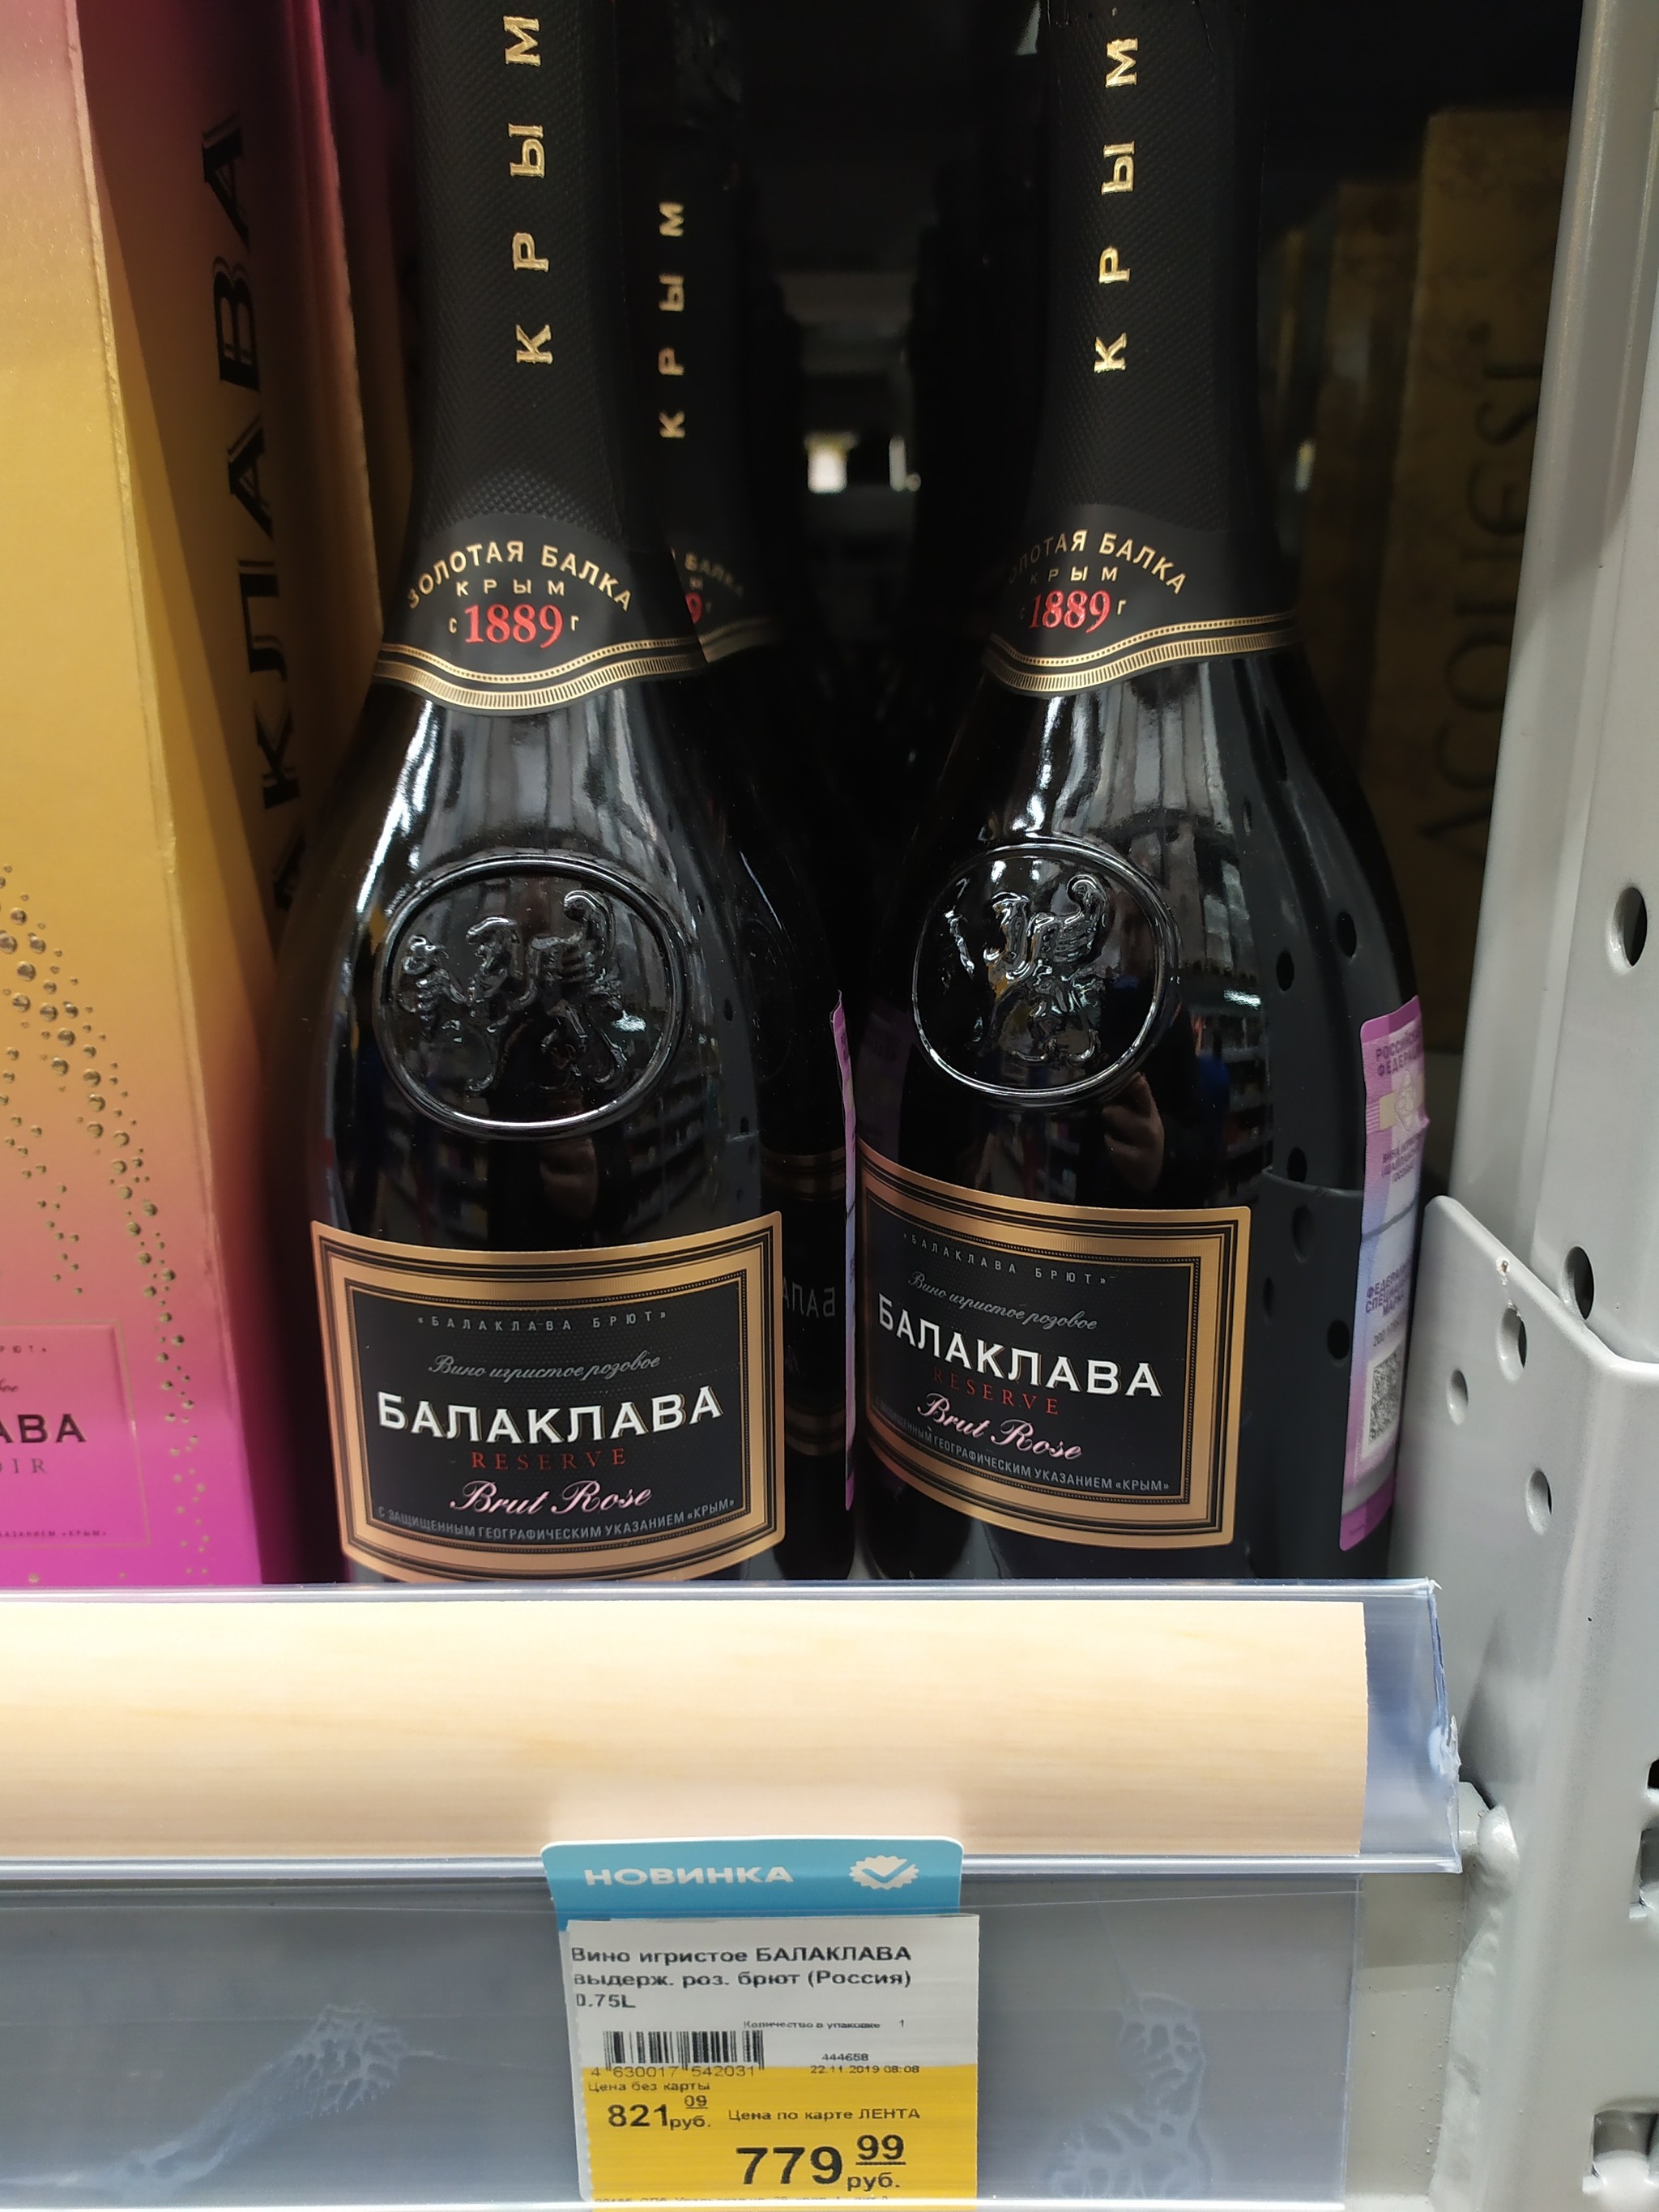 КРЫМ
КРЫМ
КРЫМ
ЗОЛОТАЯ БАЛКА
КРЫМ
с 1889 г
БАЛКА
ЗОЛОТАЯ БАЛКА
КРЫМ
с 1889 г
«БАЛАКЛАВА БРЮТ»
Вино игристое розовое
БАЛАКЛАВА
RESERVE
Brut Rose
С ЗАЩИЩЕННЫМ ГЕОГРАФИЧЕСКИМ УКАЗАНИЕМ «КРЫМ»
«БАЛАКЛАВА БРЮТ»
Вино игристое розовое
БАЛАКЛАВА
RESERVE
Brut Rose
С ЗАЩИЩЕННЫМ ГЕОГРАФИЧЕСКИМ УКАЗАНИЕМ «КРЫМ»
НОВИНКА
Вино игристое БАЛАКЛАВА
выдерж. роз. брют (Россия)
0.75L
Количество в упаковке 1
444658
4 630017 542031
22.11.2019 08:08
Цена без карты
821 09 руб.
Цена по карте ЛЕНТА
779 99 руб.